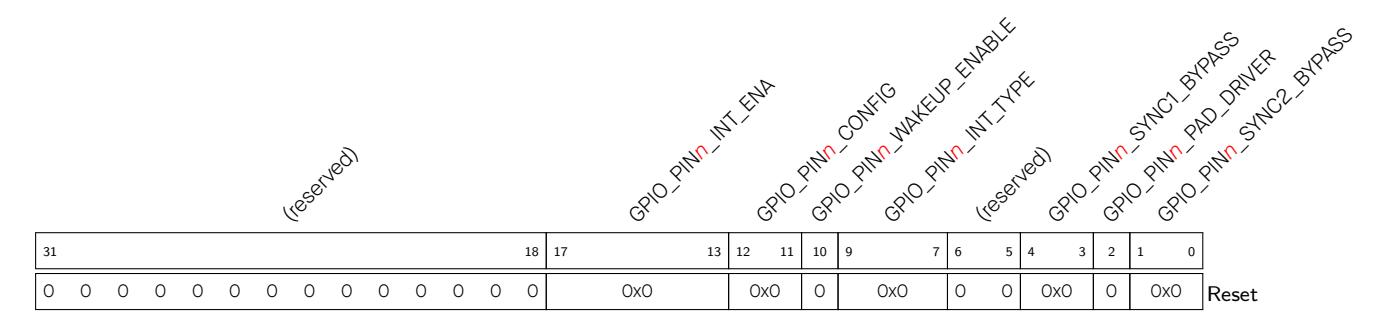 (reserved)
GPIO_PINn_INT_ENA
GPIO_PINn_CONFIG
GPIO_PINn_WAKEUP_ENABLE
GPIO_PINn_INT_TYPE
(reserved)
GPIO_PINn_SYNC1_BYPASS
GPIO_PINn_PAD_DRIVER
GPIO_PINn_SYNC2_BYPASS
31 18 17 13 12 11 10 9 7 6 5 4 3 2 1 0
0 0 0 0 0 0 0 0 0 0 0 0 0 0 0x0 0x0 0 0x0 0 0 0x0 0 0x0 Reset